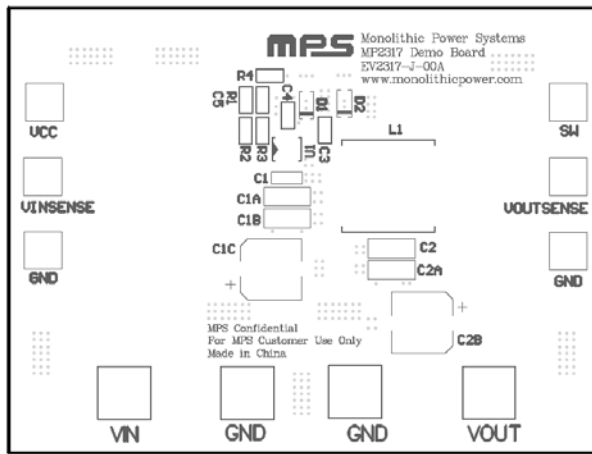 MPS
Monolithic Power Systems
MP2317 Demo Board
EV2317-J-00A
www.monolithicpower.com
R4
C5
R1
C4
D1
D2
VCC
L1
SW
R2
R3
U1
C3
VINSENSE
C1
C1A
C1B
VOUTSENSE
GND
C1C
C2
C2A
GND
+
+
MPS Confidential
For MPS Customer Use Only
Made in China
C2B
VIN
GND
GND
VOUT